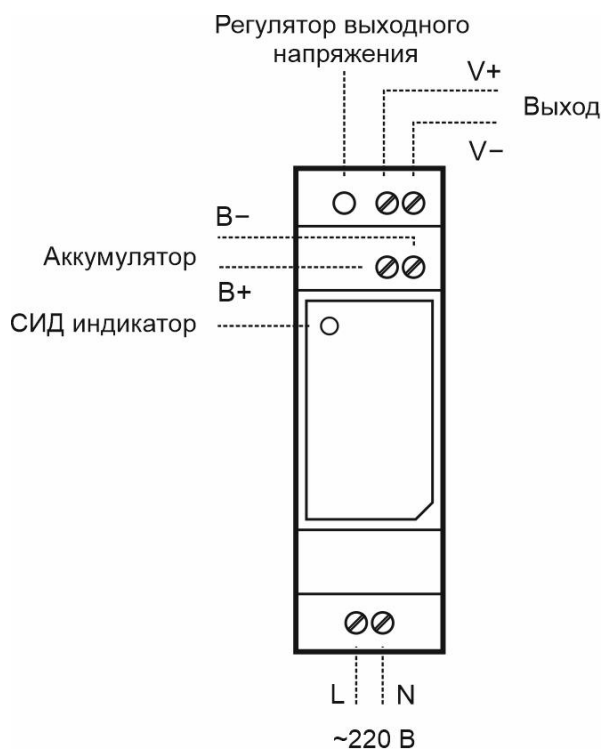 Регулятор выходного
напряжения
V+
Выход
V−
B−
Аккумулятор
B+
СИД индикатор
L N
~220 В